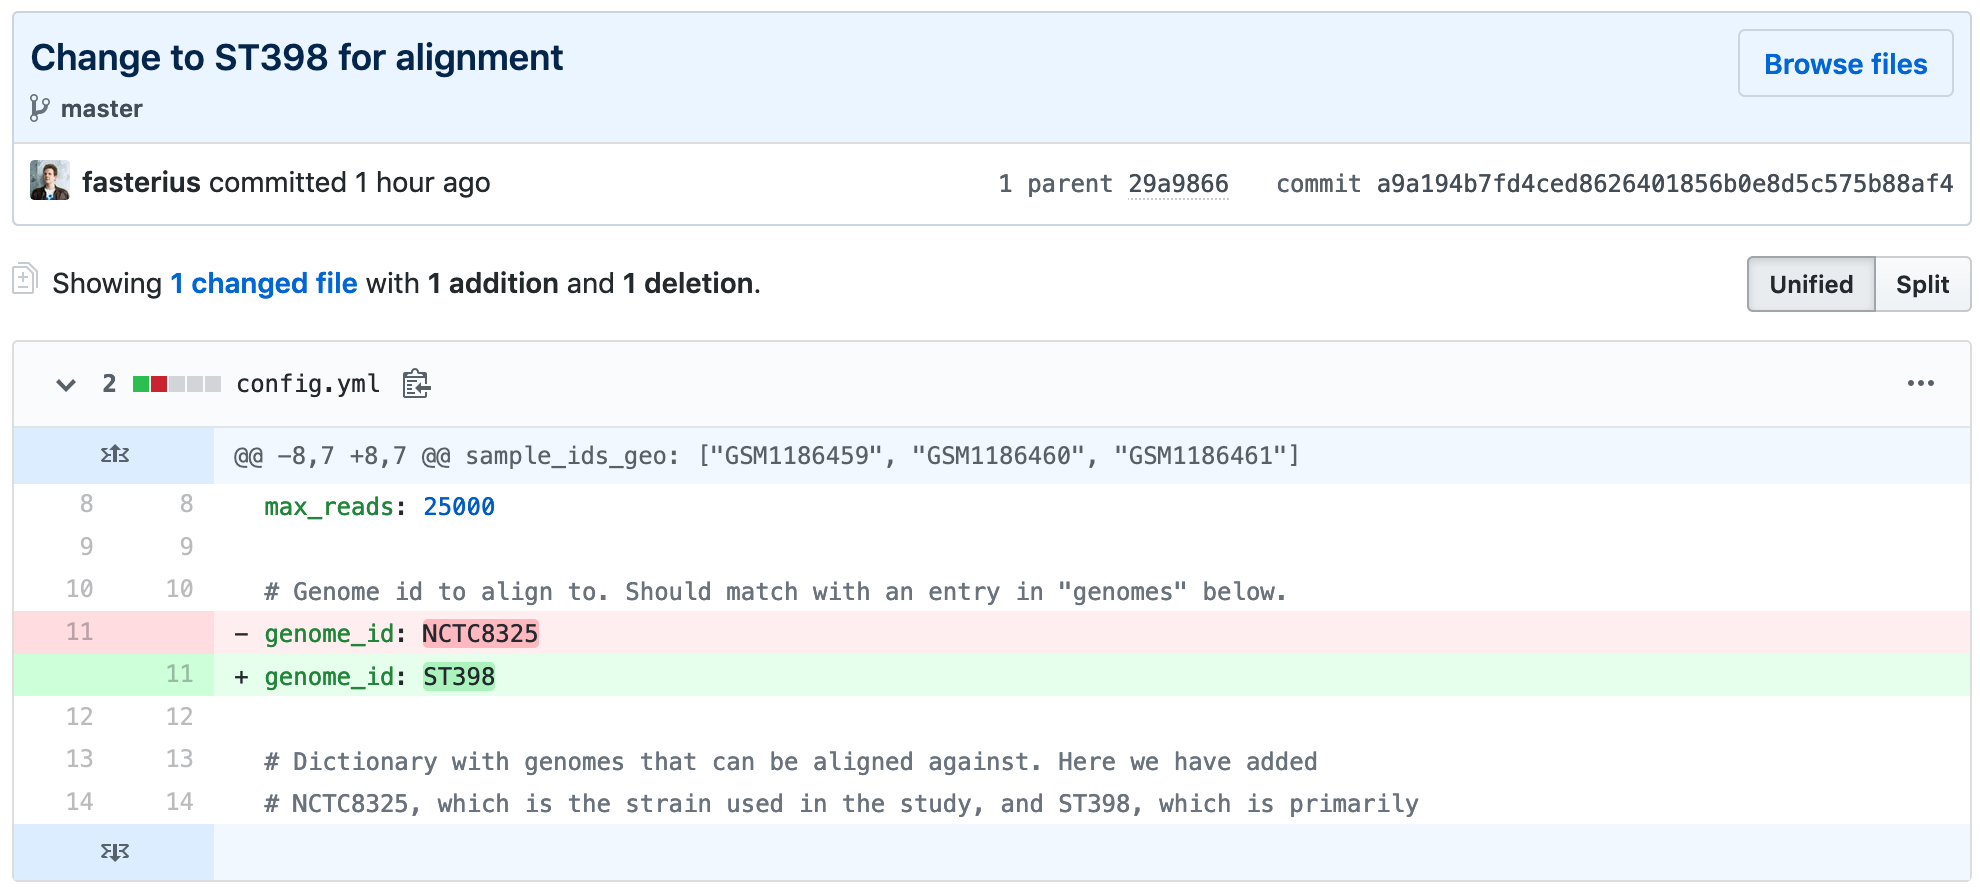 Change to ST398 for alignment
Browse files
master
fasterius committed 1 hour ago
1 parent 29a9866 commit a9a194b7fd4ced8626401856b0e8d5c575b88af4
Showing 1 changed file with 1 addition and 1 deletion.
Unified Split
2 config.yml
@@ -8,7 +8,7 @@ sample_ids_geo: ["GSM1186459", "GSM1186460", "GSM1186461"]
8 8 max_reads: 25000
9 9
10 10 # Genome id to align to. Should match with an entry in "genomes" below.
11 - genome_id: NCTC8325
11 + genome_id: ST398
12 12
13 13 # Dictionary with genomes that can be aligned against. Here we have added
14 14 # NCTC8325, which is the strain used in the study, and ST398, which is primarily